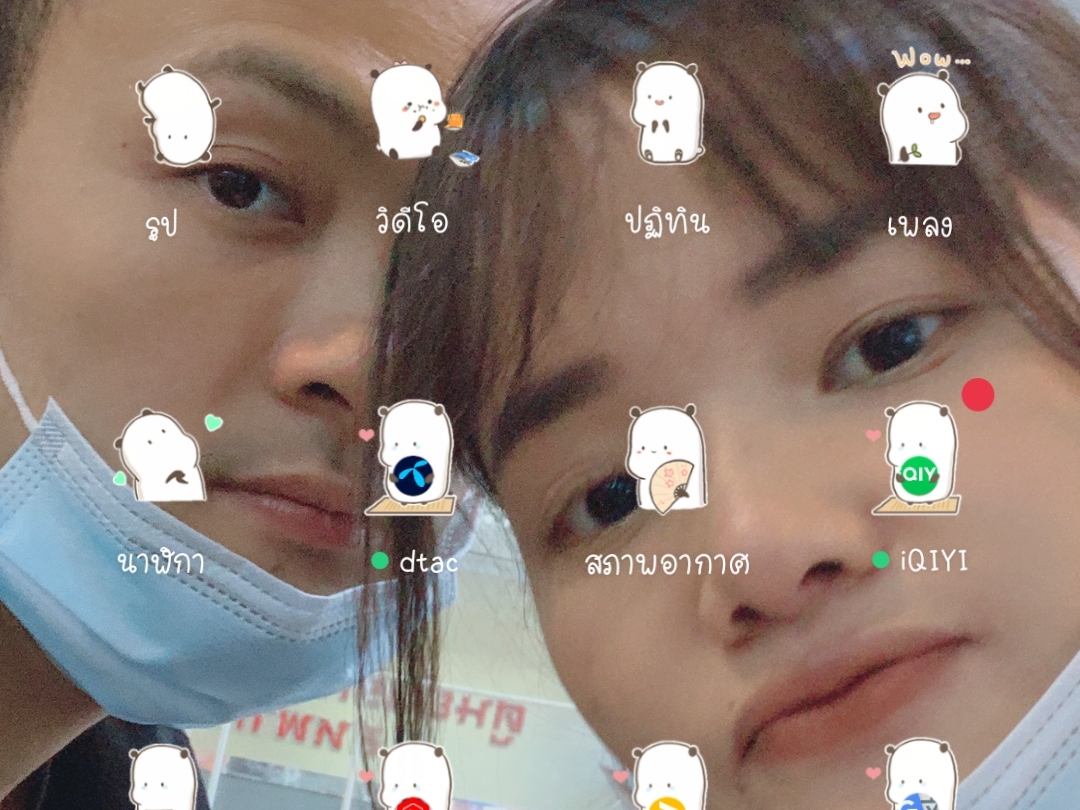 Wow...
รูป
วิดีโอ
ปฏิทิน
เพลง
QIY
นาฬิกา
dtac
สภาพอากาศ
iQIYI